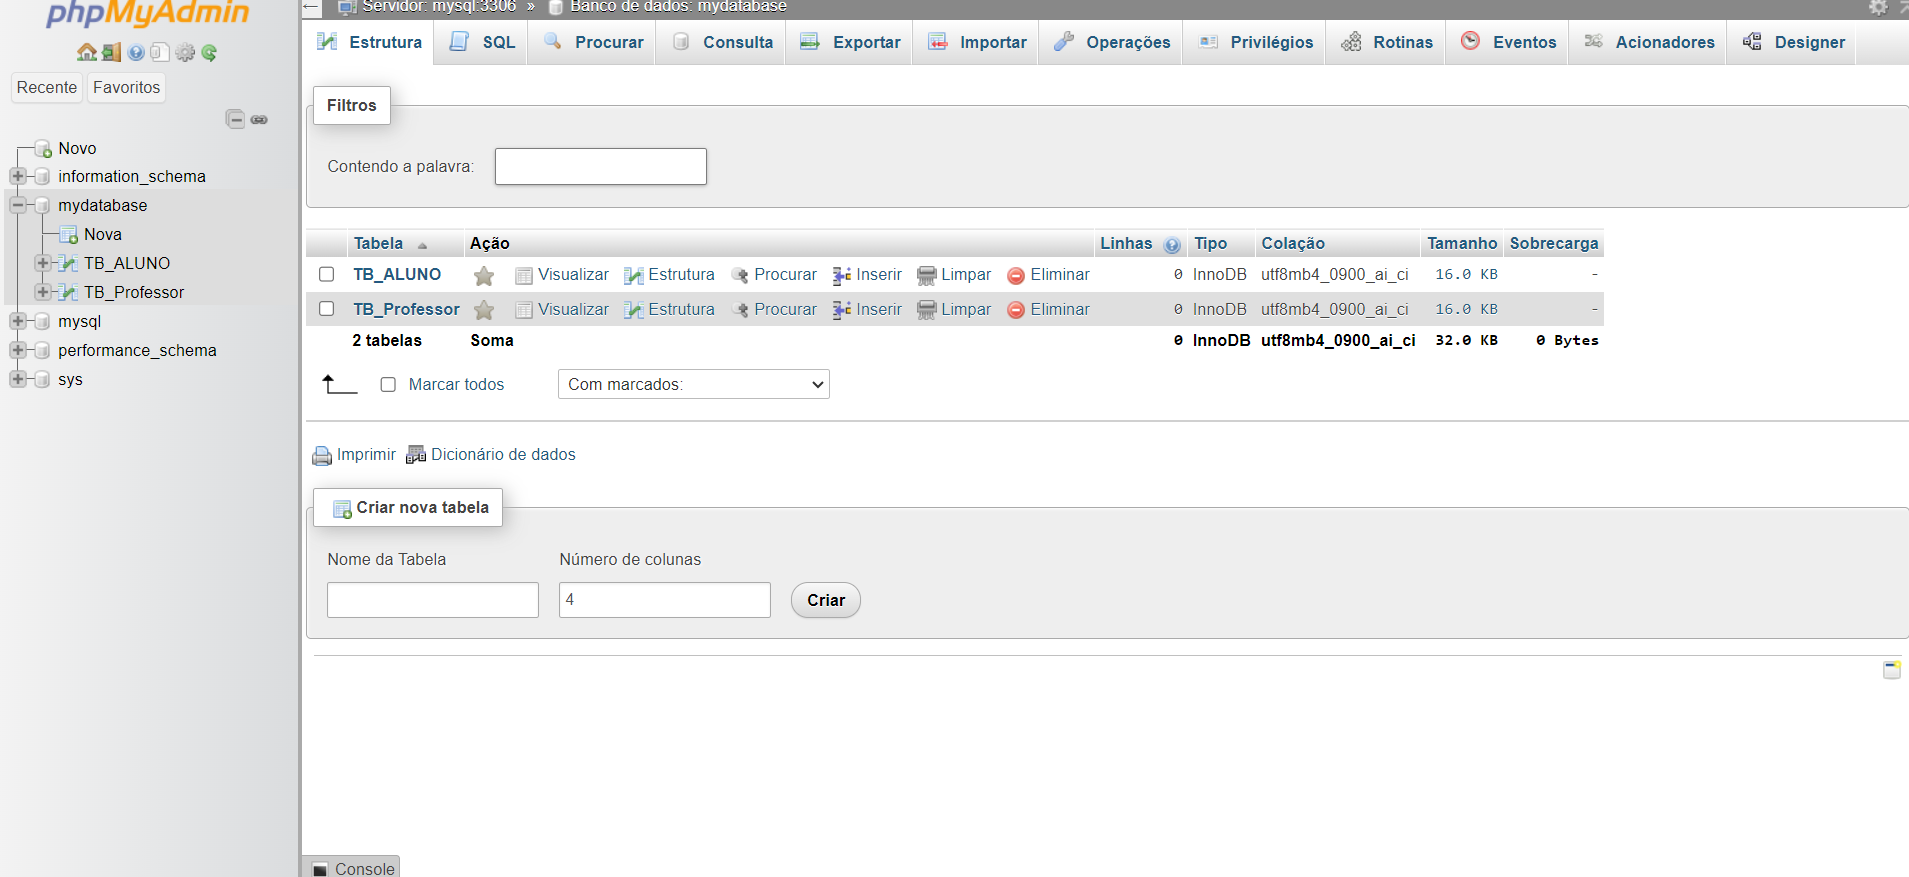 phpMyAdmin
Recente Favoritos
Novo
information_schema
mydatabase
Nova
TB_ALUNO
TB_Professor
mysql
performance_schema
sys
Servidor: mysql:3306 » Banco de dados: mydatabase
Estrutura SQL Procurar Consulta Exportar Importar Operações Privilégios Rotinas Eventos Acionadores Designer
Filtros
Contendo a palavra:
Tabela Ação Linhas Tipo Colação Tamanho Sobrecarga
TB_ALUNO Visualizar Estrutura Procurar Inserir Limpar Eliminar 0 InnoDB utf8mb4_0900_ai_ci 16.0 KB -
TB_Professor Visualizar Estrutura Procurar Inserir Limpar Eliminar 0 InnoDB utf8mb4_0900_ai_ci 16.0 KB -
2 tabelas Soma 0 InnoDB utf8mb4_0900_ai_ci 32.0 KB 0 Bytes
Marcar todos Com marcados:
Imprimir Dicionário de dados
Criar nova tabela
Nome da Tabela Número de colunas
4 Criar
Console